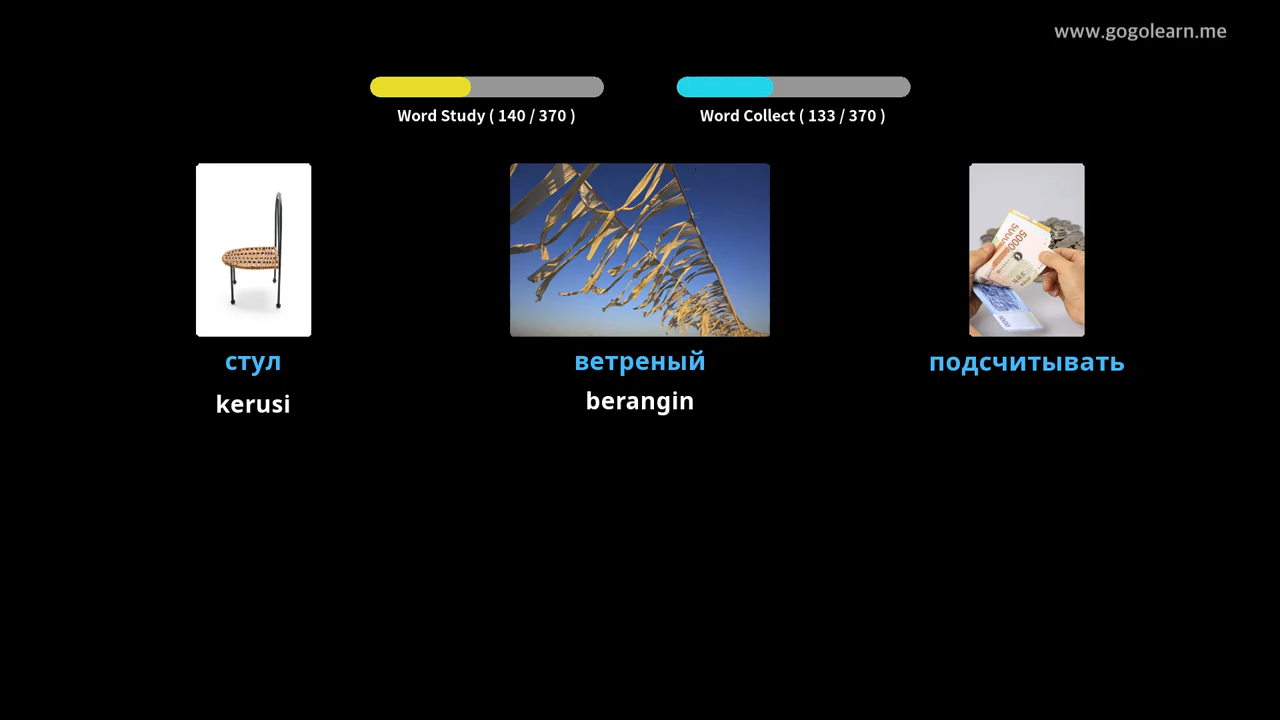 www.gogolearn.me
Word Study ( 140 / 370 )
Word Collect ( 133 / 370 )
стул
ветреный
подсчитывать
kerusi
berangin